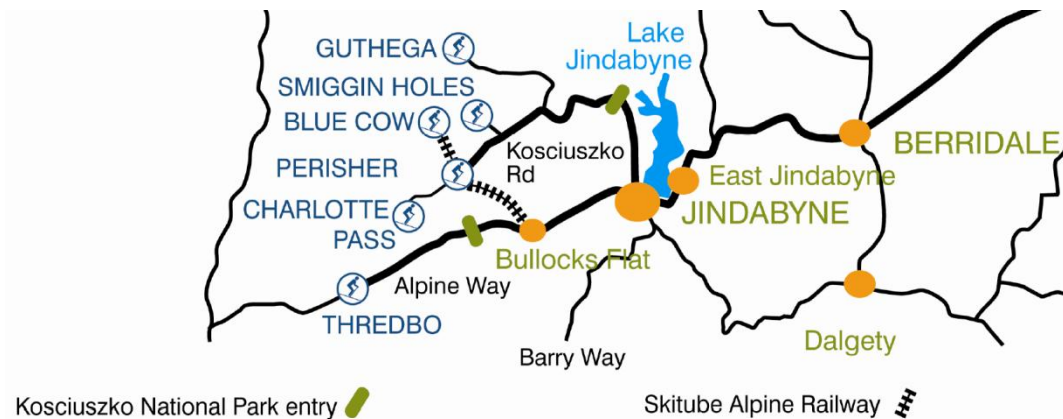 GUTHEGA
Lake
Jindabyne
SMIGGIN HOLES
BLUE COW
PERISHER
Kosciuszko
Rd
BERRIDALE
East Jindabyne
CHARLOTTE
PASS
JINDABYNE
Bullocks Flat
Alpine Way
THREDBO
Barry Way
Dalgety
Kosciuszko National Park entry
Skitube Alpine Railway